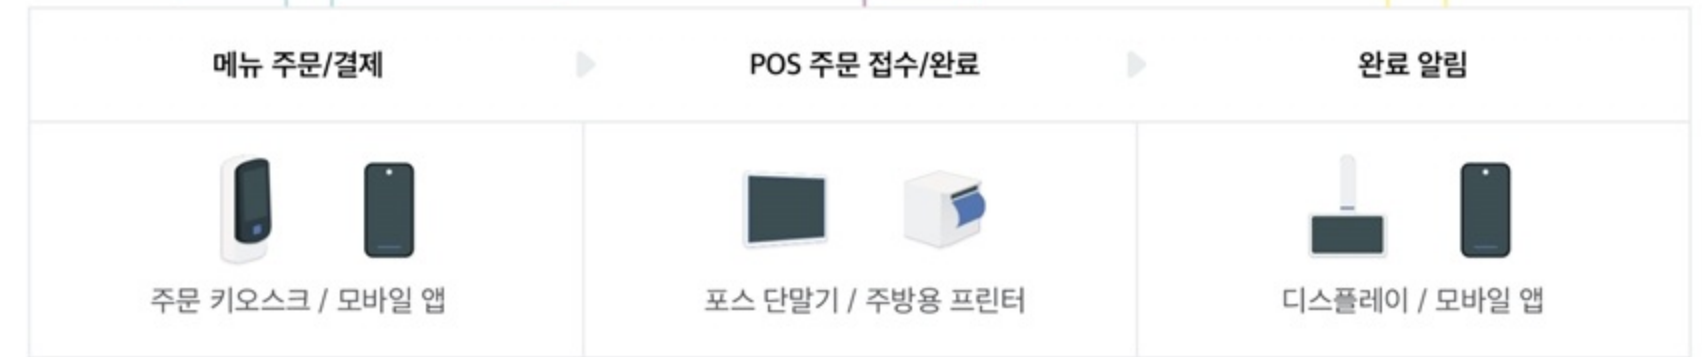 메뉴 주문/결제
POS 주문 접수/완료
완료 알림
주문 키오스크 / 모바일 앱
포스 단말기 / 주방용 프린터
디스플레이 / 모바일 앱